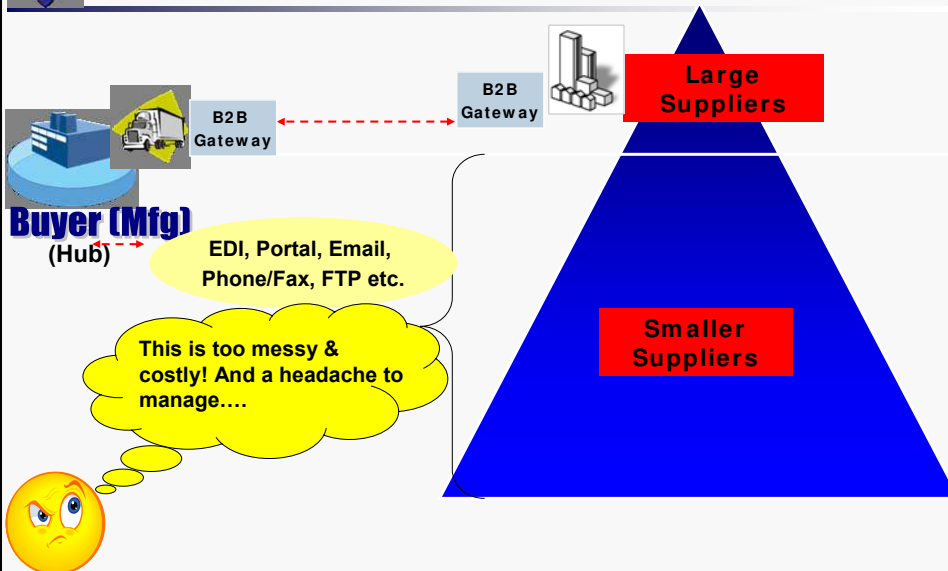 Large
Suppliers
B2B
Gateway
B2B
Gateway
Buyer (Mfg)
(Hub)
EDI, Portal, Email,
Phone/Fax, FTP etc.
This is too messy &
costly! And a headache to
manage….
Smaller
Suppliers